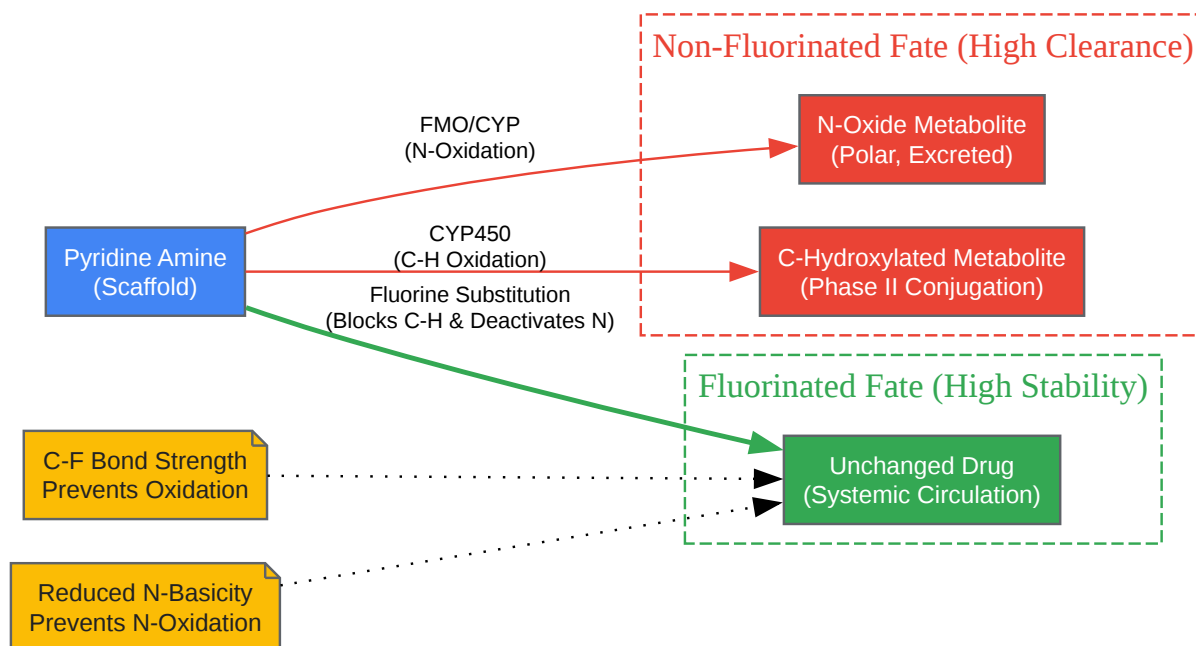 Non-Fluorinated Fate (High Clearance)
FMO/CYP
(N-Oxidation)
N-Oxide Metabolite
(Polar, Excreted)
Pyridine Amine
(Scaffold)
CYP450
(C-H Oxidation)
C-Hydroxylated Metabolite
(Phase II Conjugation)
Fluorine Substitution
(Blocks C-H & Deactivates N)
Fluorinated Fate (High Stability)
Unchanged Drug
(Systemic Circulation)
C-F Bond Strength
Prevents Oxidation
Reduced N-Basicity
Prevents N-Oxidation